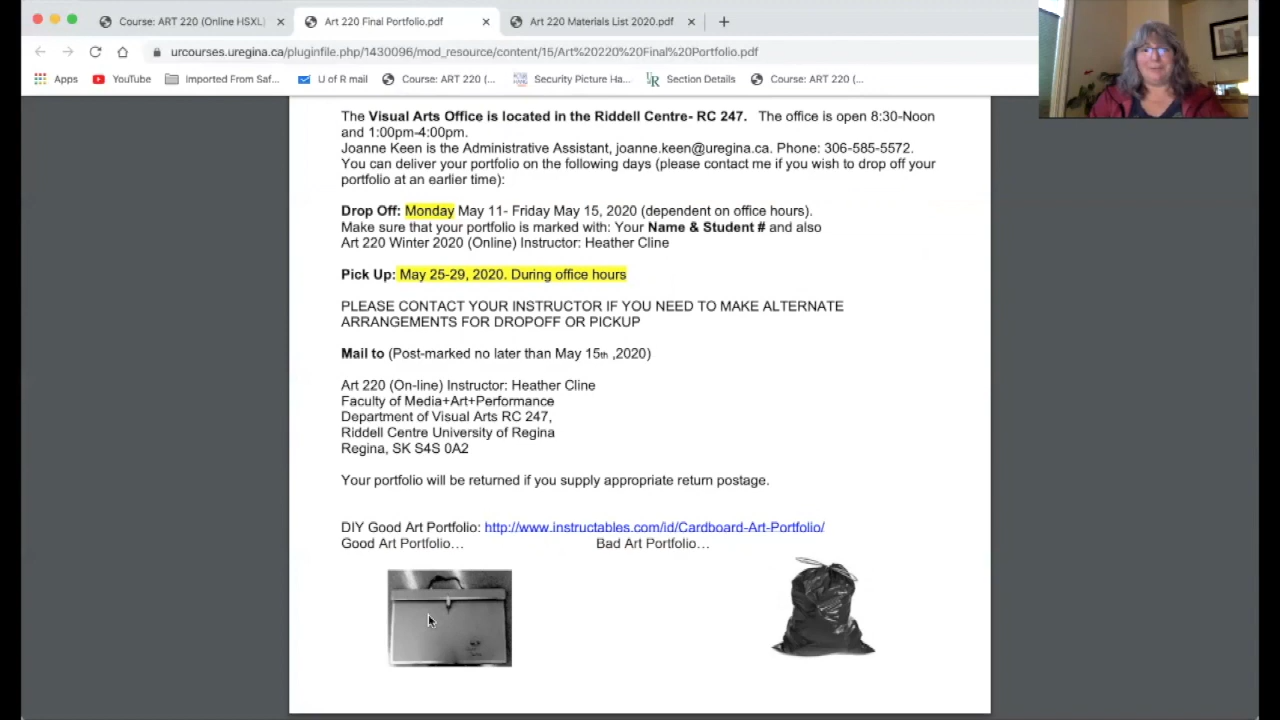 Course: ART 220 (Online HSXL)
Art 220 Final Portfolio.pdf
Art 220 Materials List 2020.pdf
urcourses.uregina.ca/pluginfile.php/1430096/mod_resource/content/15/Art%20220%20Final%20Portfolio.pdf
Apps
YouTube
Imported From Saf...
U of R mail
Course: ART 220 (...
Security Picture Ha...
Section Details
Course: ART 220 (...
The Visual Arts Office is located in the Riddell Centre- RC 247. The office is open 8:30-Noon
and 1:00pm-4:00pm.
Joanne Keen is the Administrative Assistant, joanne.keen@uregina.ca. Phone: 306-585-5572.
You can deliver your portfolio on the following days (please contact me if you wish to drop off your
portfolio at an earlier time):
Drop Off: Monday May 11- Friday May 15, 2020 (dependent on office hours).
Make sure that your portfolio is marked with: Your Name & Student # and also
Art 220 Winter 2020 (Online) Instructor: Heather Cline
Pick Up: May 25-29, 2020. During office hours
PLEASE CONTACT YOUR INSTRUCTOR IF YOU NEED TO MAKE ALTERNATE
ARRANGEMENTS FOR DROPOFF OR PICKUP
Mail to (Post-marked no later than May 15th ,2020)
Art 220 (On-line) Instructor: Heather Cline
Faculty of Media+Art+Performance
Department of Visual Arts RC 247,
Riddell Centre University of Regina
Regina, SK S4S 0A2
Your portfolio will be returned if you supply appropriate return postage.
DIY Good Art Portfolio: http://www.instructables.com/id/Cardboard-Art-Portfolio/
Good Art Portfolio… Bad Art Portfolio…